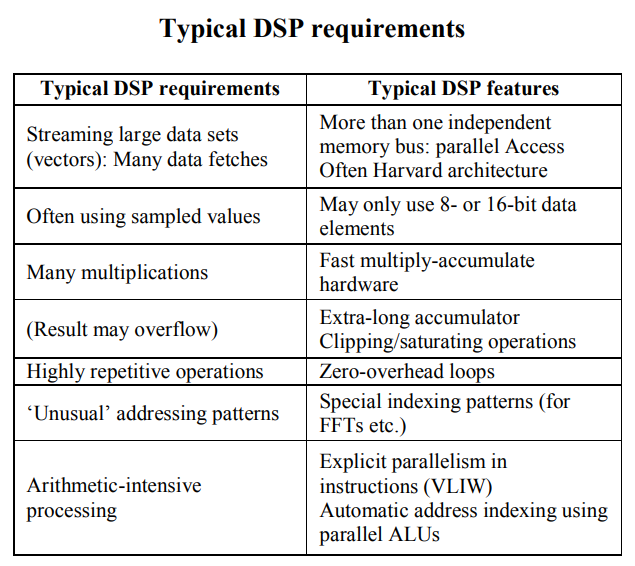 Typical DSP requirements
Typical DSP requirements
Typical DSP features
Streaming large data sets
(vectors): Many data fetches
More than one independent
memory bus: parallel Access
Often Harvard architecture
Often using sampled values
May only use 8- or 16-bit data
elements
Many multiplications
Fast multiply-accumulate
hardware
(Result may overflow)
Extra-long accumulator
Clipping/saturating operations
Highly repetitive operations
Zero-overhead loops
‘Unusual’ addressing patterns
Special indexing patterns (for
FFTs etc.)
Arithmetic-intensive
processing
Explicit parallelism in
instructions (VLIW)
Automatic address indexing using
parallel ALUs